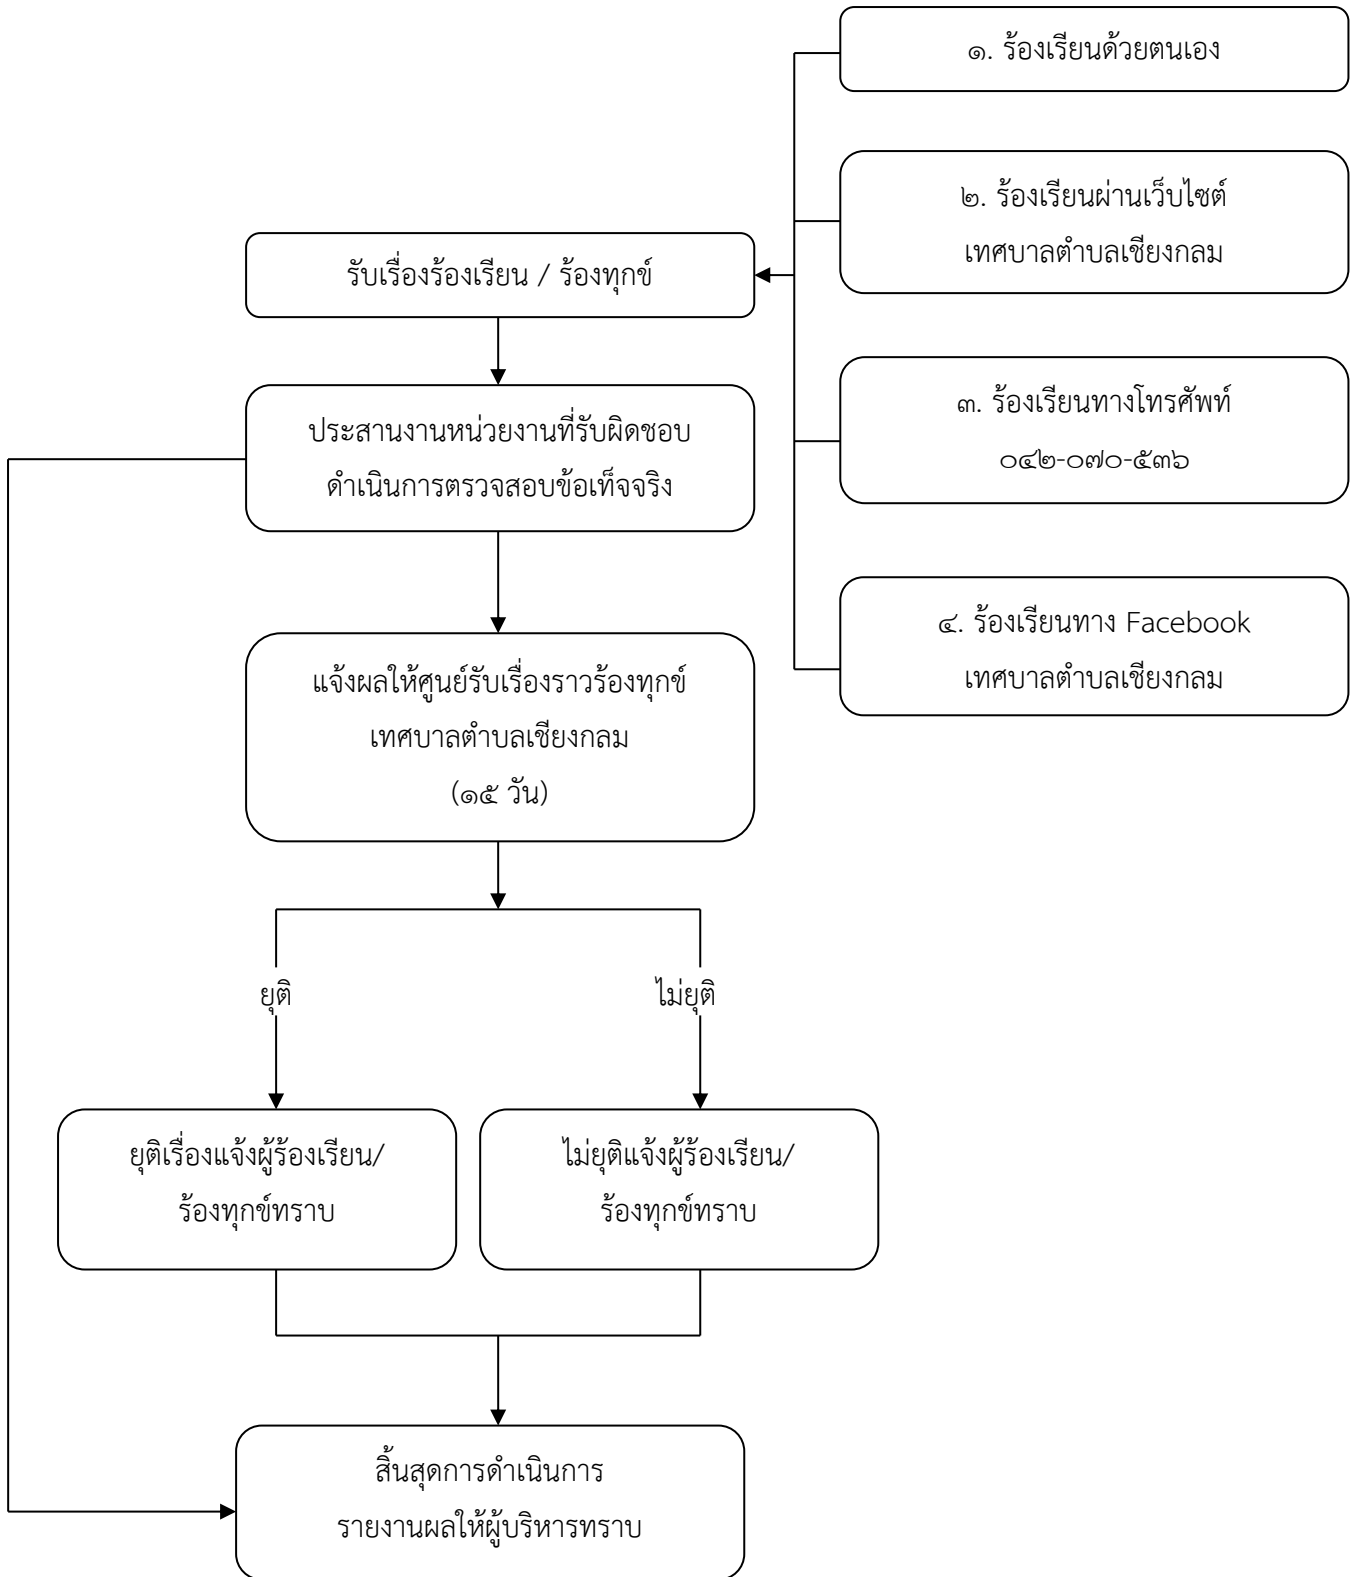 ๑. ร้องเรียนด้วยตนเอง
๒. ร้องเรียนผ่านเว็บไซต์
เทศบาลตำบลเชียงกลม
๓. ร้องเรียนทางโทรศัพท์
๐๔๒-๐๗๐-๕๓๖
๔. ร้องเรียนทาง Facebook
เทศบาลตำบลเชียงกลม
รับเรื่องร้องเรียน / ร้องทุกข์
ประสานงานหน่วยงานที่รับผิดชอบ
ดำเนินการตรวจสอบข้อเท็จจริง
แจ้งผลให้ศูนย์รับเรื่องราวร้องทุกข์
เทศบาลตำบลเชียงกลม
(๑๕ วัน)
ยุติ
ไม่ยุติ
ยุติเรื่องแจ้งผู้ร้องเรียน/
ร้องทุกข์ทราบ
ไม่ยุติแจ้งผู้ร้องเรียน/
ร้องทุกข์ทราบ
สิ้นสุดการดำเนินการ
รายงานผลให้ผู้บริหารทราบ